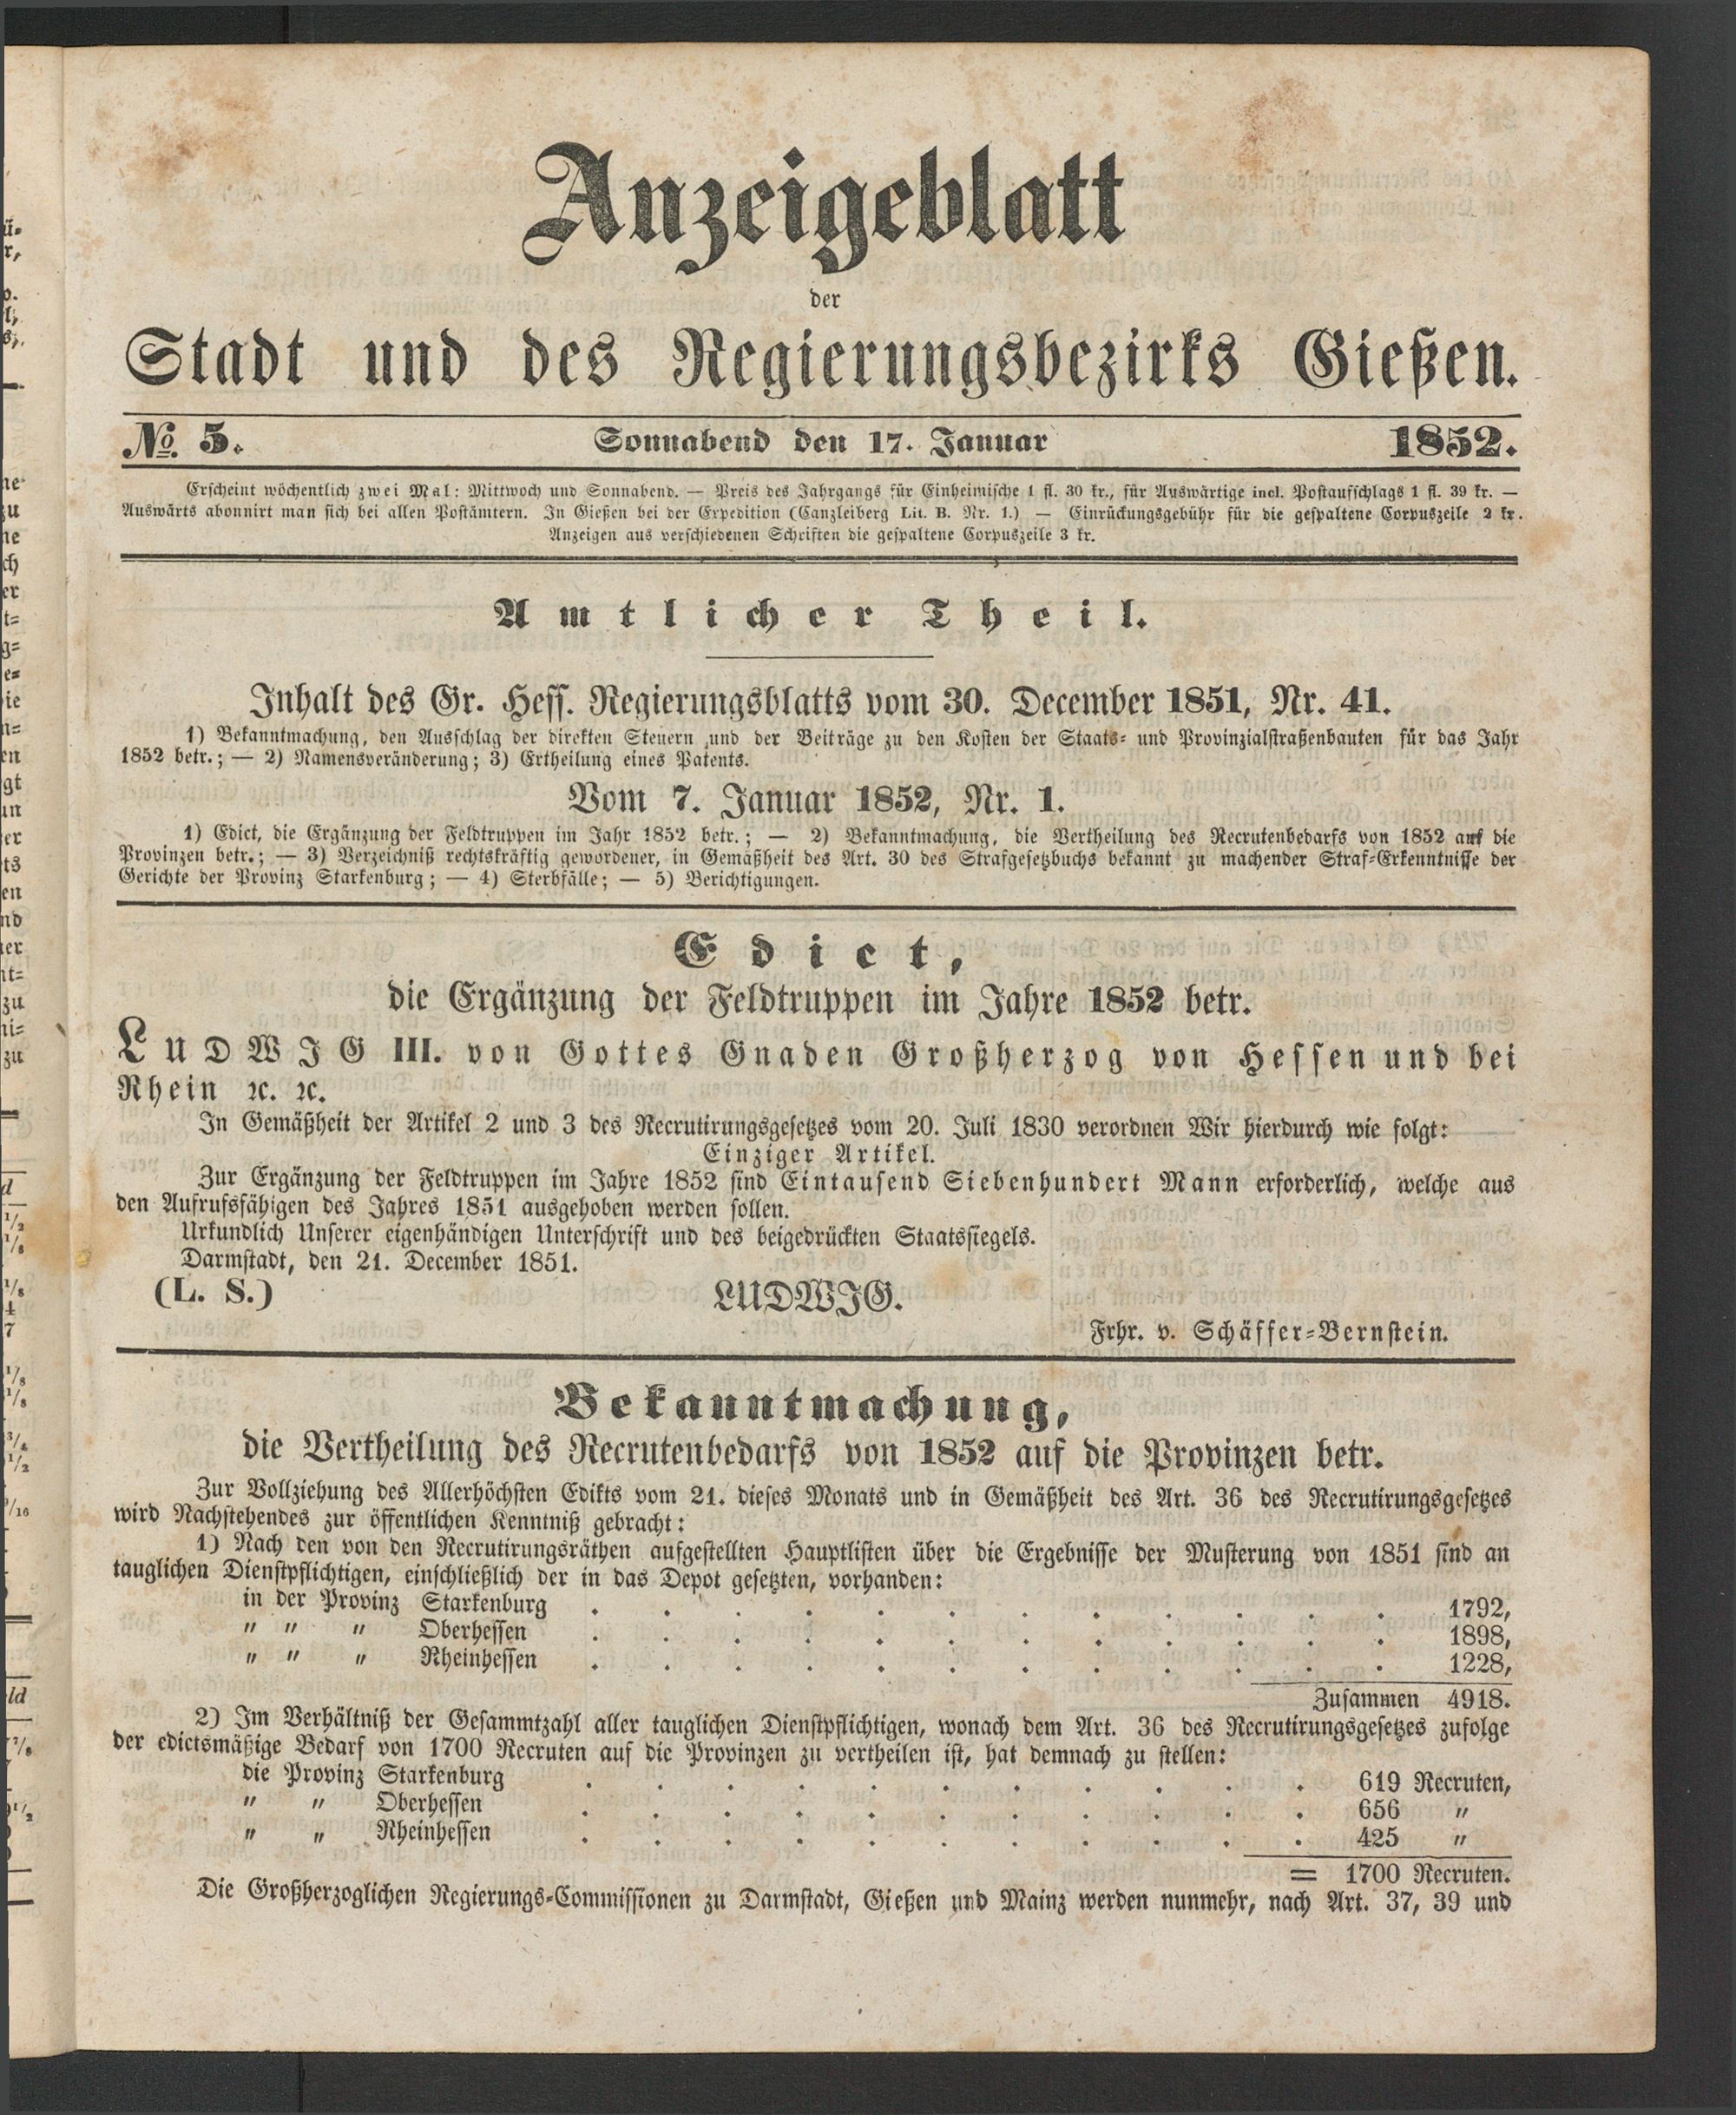 Anzeigeblatt
der
Stadt und des Regierungsbezirks Gießen.
No. 5. Sonnabend den 17. Januar 1852.
Erscheint wöchentlich zwei Mal: Mittwoch und Sonnabend. — Preis des Jahrgangs für Einheimische 1 fl. 30 kr., für Auswärtige incl. Postaufschlags 1 fl. 39 kr. —
Auswärts abonnirt man sich bei allen Postämtern. In Gießen bei der Expedition (Canzleiberg Lit. B. Nr. 1.) — Einrückungsgebühr für die gespaltene Corpuszeile 2 kr.
Anzeigen aus verschiedenen Schriften die gespaltene Corpuszeile 3 kr.
Amtlicher Theil.
Inhalt des Gr. Hess. Regierungsblatts vom 30. December 1851, Nr. 41.
1) Bekanntmachung, den Ausschlag der direkten Steuern und der Beiträge zu den Kosten der Staats- und Provinzialstraßenbauten für das Jahr
1852 betr.; — 2) Namensveränderung; 3) Ertheilung eines Patents.
Vom 7. Januar 1852, Nr. 1.
1) Edict, die Ergänzung der Feldtruppen im Jahr 1852 betr.; — 2) Bekanntmachung, die Vertheilung des Recrutenbedarfs von 1852 auf die
Provinzen betr.; — 3) Verzeichniß rechtskräftig gewordener, in Gemäßheit des Art. 30 des Strafgesetzbuchs bekannt zu machender Straf-Erkenntnisse der
Gerichte der Provinz Starkenburg; — 4) Sterbfälle; — 5) Berichtigungen.
Edict,
die Ergänzung der Feldtruppen im Jahre 1852 betr.
LUDWIG III. von Gottes Gnaden Großherzog von Hessen und bei
Rhein ꝛc. ꝛc.
In Gemäßheit der Artikel 2 und 3 des Recrutirungsgesetzes vom 20. Juli 1830 verordnen Wir hierdurch wie folgt:
Einziger Artikel.
Zur Ergänzung der Feldtruppen im Jahre 1852 sind Eintausend Siebenhundert Mann erforderlich, welche aus
den Aufrufsfähigen des Jahres 1851 ausgehoben werden sollen.
Urkundlich Unserer eigenhändigen Unterschrift und des beigedrückten Staatssiegels.
Darmstadt, den 21. December 1851.
(L. S.) LUDWIG.
Frhr. v. Schäffer-Bernstein.
Bekanntmachung,
die Vertheilung des Recrutenbedarfs von 1852 auf die Provinzen betr.
Zur Vollziehung des Allerhöchsten Edikts vom 21. dieses Monats und in Gemäßheit des Art. 36 des Recrutirungsgesetzes
wird Nachstehendes zur öffentlichen Kenntniß gebracht:
1) Nach den von den Recrutirungsräthen aufgestellten Hauptlisten über die Ergebnisse der Musterung von 1851 sind an
tauglichen Dienstpflichtigen, einschließlich der in das Depot gesetzten, vorhanden:
in der Provinz Starkenburg . . . . . . . . . . . . 1792,
" " " Oberhessen . . . . . . . . . . . . 1898,
" " " Rheinhessen . . . . . . . . . . . . 1228,
Zusammen 4918.
2) Im Verhältniß der Gesammtzahl aller tauglichen Dienstpflichtigen, wonach dem Art. 36 des Recrutirungsgesetzes zufolge
der edictsmäßige Bedarf von 1700 Recruten auf die Provinzen zu vertheilen ist, hat demnach zu stellen:
die Provinz Starkenburg . . . . . . . . . . . 619 Recruten,
" " Oberhessen . . . . . . . . . . . 656 "
" " Rheinhessen . . . . . . . . . . . 425 "
= 1700 Recruten.
Die Großherzoglichen Regierungs-Commissionen zu Darmstadt, Gießen und Mainz werden nunmehr, nach Art. 37, 39 und